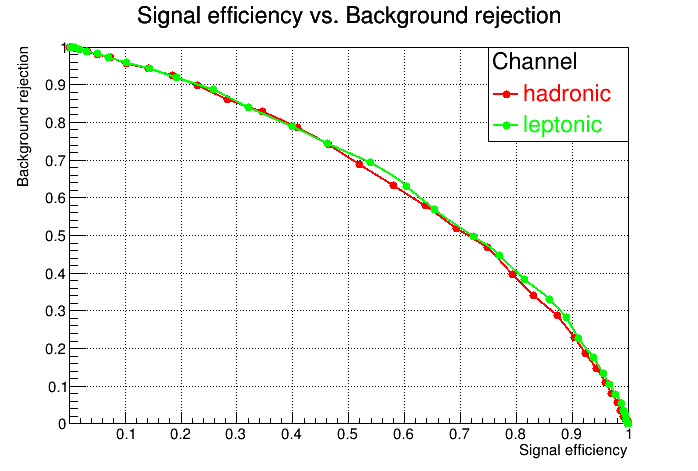 Signal efficiency vs. Background rejection
Background rejection
1
0.9
0.8
0.7
0.6
0.5
0.4
0.3
0.2
0.1
0
Channel
hadronic
leptonic
0.1 0.2 0.3 0.4 0.5 0.6 0.7 0.8 0.9 1
Signal efficiency